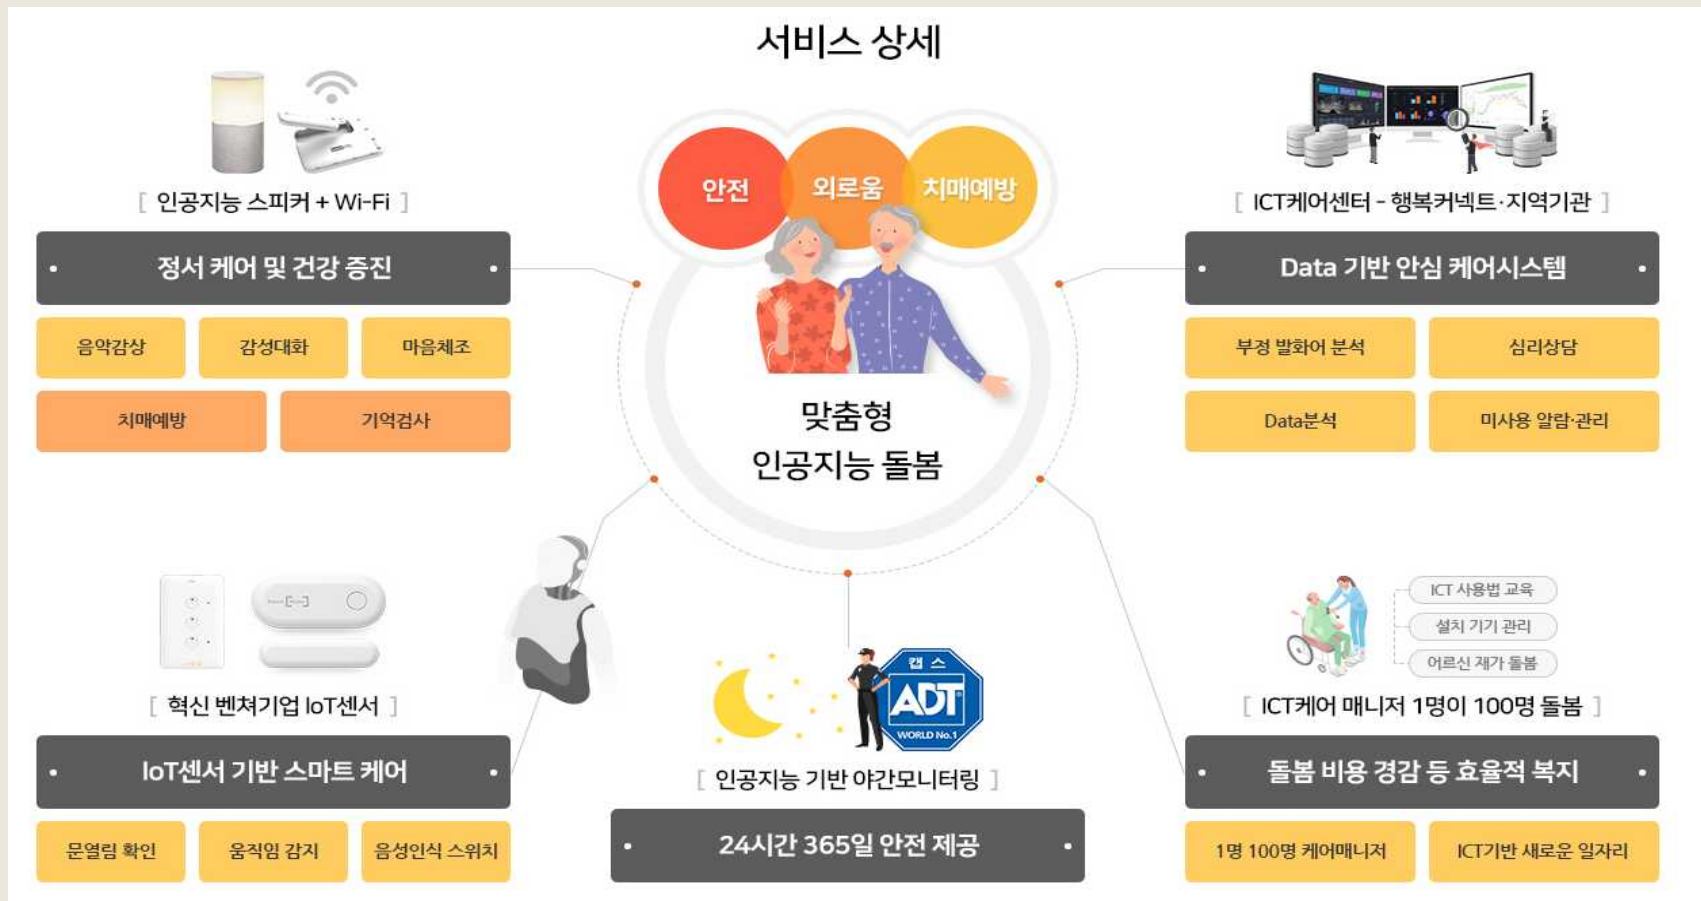 서비스 상세
안전
외로움
치매예방
맞춤형
인공지능 돌봄
[ 인공지능 스피커 + Wi-Fi ]
• 정서 케어 및 건강 증진 •
음악감상
감성대화
마음체조
치매예방
기억검사
[ ICT케어센터 - 행복커넥트·지역기관 ]
• Data 기반 안심 케어시스템 •
부정 발화어 분석
심리상담
Data분석
미사용 알람·관리
[ 혁신 벤쳐기업 IoT센서 ]
• IoT센서 기반 스마트 케어 •
문열림 확인
움직임 감지
음성인식 스위치
캡스
ADT
WORLD No.1
[ 인공지능 기반 야간모니터링 ]
• 24시간 365일 안전 제공 •
ICT 사용법 교육
설치 기기 관리
어르신 재가 돌봄
[ ICT케어 매니저 1명이 100명 돌봄 ]
• 돌봄 비용 경감 등 효율적 복지 •
1명 100명 케어매니저
ICT기반 새로운 일자리